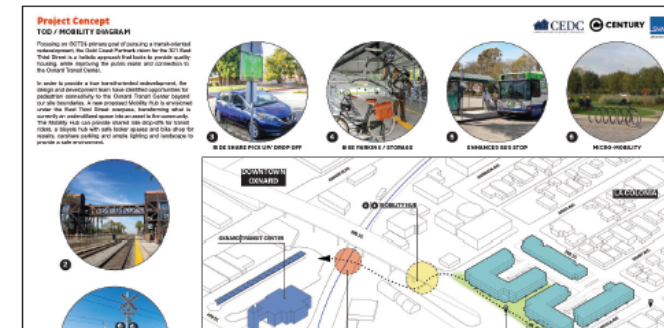 Project Concept
TOD / MOBILITY DIAGRAM
Focusing on GCTD's primary goal of pursuing a transit-oriented
redevelopment, the Gold Coast Partners vision for the 301 East
Third Street is a holistic approach that looks to provide quality
housing, while improving the public realm and connection to
the Oxnard Transit Center.
In order to provide a true transit-oriented redevelopment, the
design and development team have identified opportunities for
pedestrian connectivity to the Oxnard Transit Center beyond
our site boundaries. A new proposed Mobility Hub is envisioned
under the East Third Street overpass, transforming what is
currently an underutilized space into an asset to the community.
The Mobility Hub can provide shared ride drop-offs for transit
riders, a bicycle hub with safe locker spaces and bike shop for
repairs, carshare parking and ample lighting and landscape to
provide a safe environment.
CEDC
CENTURY
3
RIDE SHARE PICK UP/ DROP-OFF
4
BIKE PARKING / STORAGE
5
ENHANCED BUS STOP
6
MICRO-MOBILITY
2
DOWNTOWN
OXNARD
LA COLONIA
MOBILITY HUB
OXNARD TRANSIT CENTER